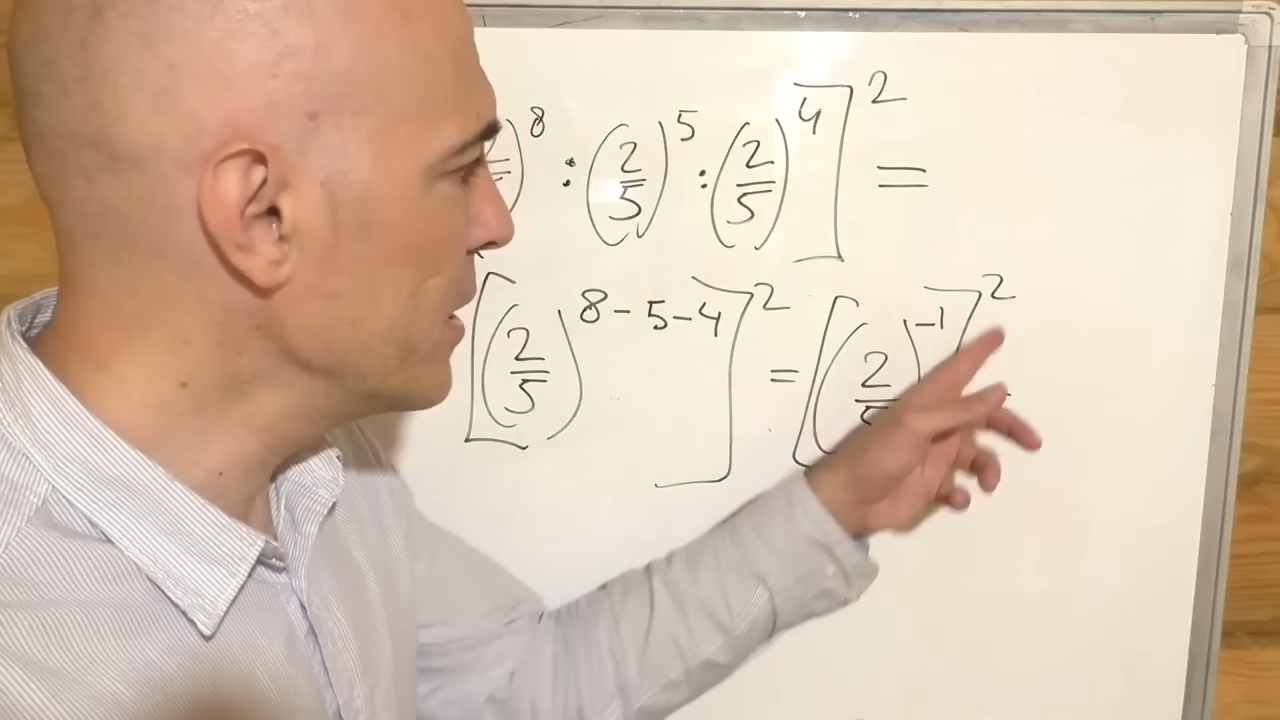 )⁸ : (2/5)⁵ : (2/5)⁴]² =
[(2/5)⁸⁻⁵⁻⁴]² = [(2/5)⁻¹]²